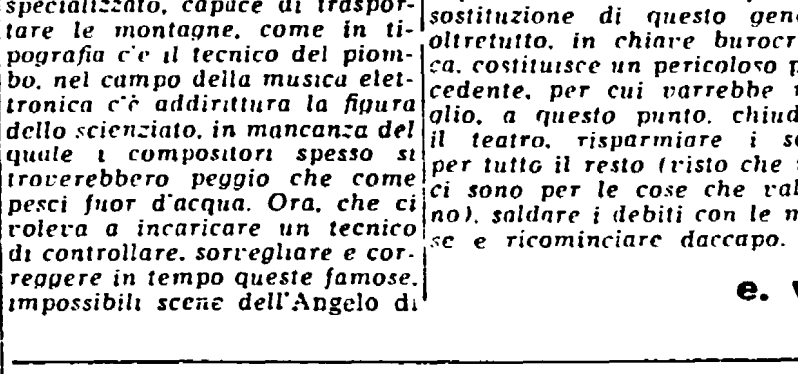 specializzato, capace di traspor-
tare le montagne, come in ti-
pografia c'è il tecnico del piom-
bo, nel campo della musica elet-
tronica c'è addirittura la figura
dello scienziato, in mancanza del
quale i compositori spesso si
troverebbero peggio che come
pesci fuor d'acqua. Ora, che ci
voleva a incaricare un tecnico
di controllare, sorvegliare e cor-
reggere in tempo queste famose,
impossibili scene dell'Angelo di
sostituzione di questo gen
oltretutto, in chiave burocr
ca, costituisce un pericoloso p
cedente, per cui varrebbe
glio, a questo punto, chiud
il teatro, risparmiare i s
per tutto il resto (visto che
ci sono per le cose che val
no), saldare i debiti con le m
se e ricominciare daccapo.
e. v